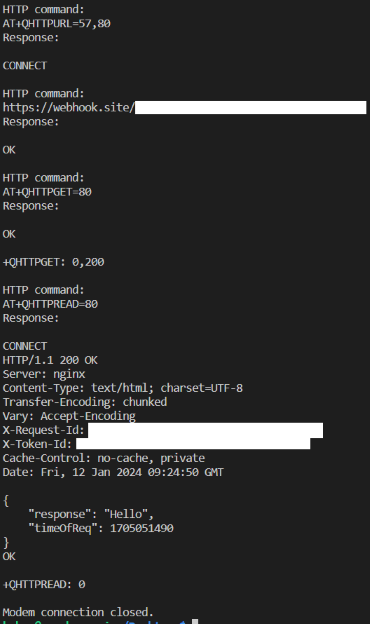 HTTP command:
AT+QHTTPURL=57,80
Response:
CONNECT
HTTP command:
https://webhook.site/
Response:
OK
HTTP command:
AT+QHTTPGET=80
Response:
OK
+QHTTPGET: 0,200
HTTP command:
AT+QHTTPREAD=80
Response:
CONNECT
HTTP/1.1 200 OK
Server: nginx
Content-Type: text/html; charset=UTF-8
Transfer-Encoding: chunked
Vary: Accept-Encoding
X-Request-Id:
X-Token-Id:
Cache-Control: no-cache, private
Date: Fri, 12 Jan 2024 09:24:50 GMT
{
    "response": "Hello",
    "timeOfReq": 1705051490
}
OK
+QHTTPREAD: 0
Modem connection closed.